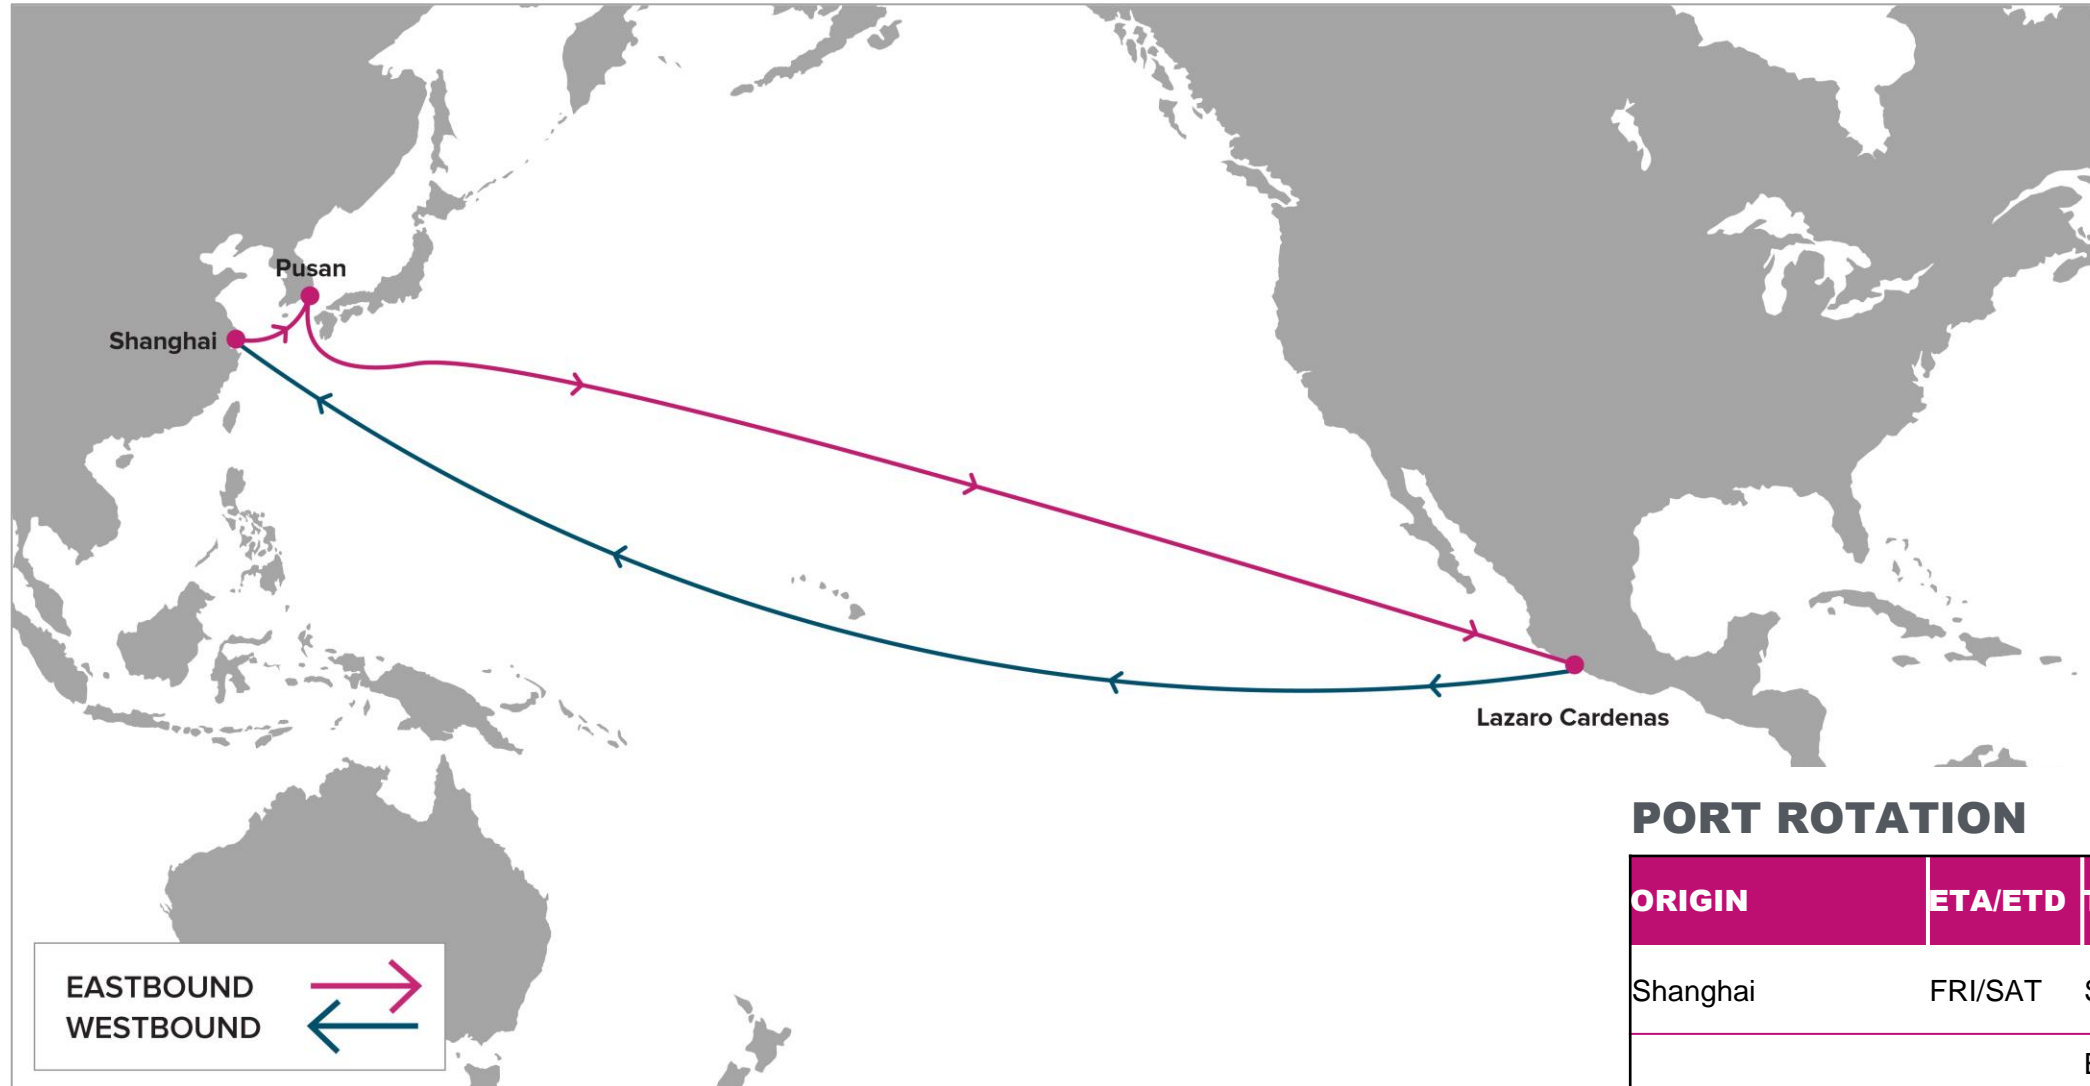 Pusan
Shanghai
Lazaro Cardenas
PORT ROTATION
ORIGIN ETA/ETD
Shanghai FRI/SAT
EASTBOUND
WESTBOUND